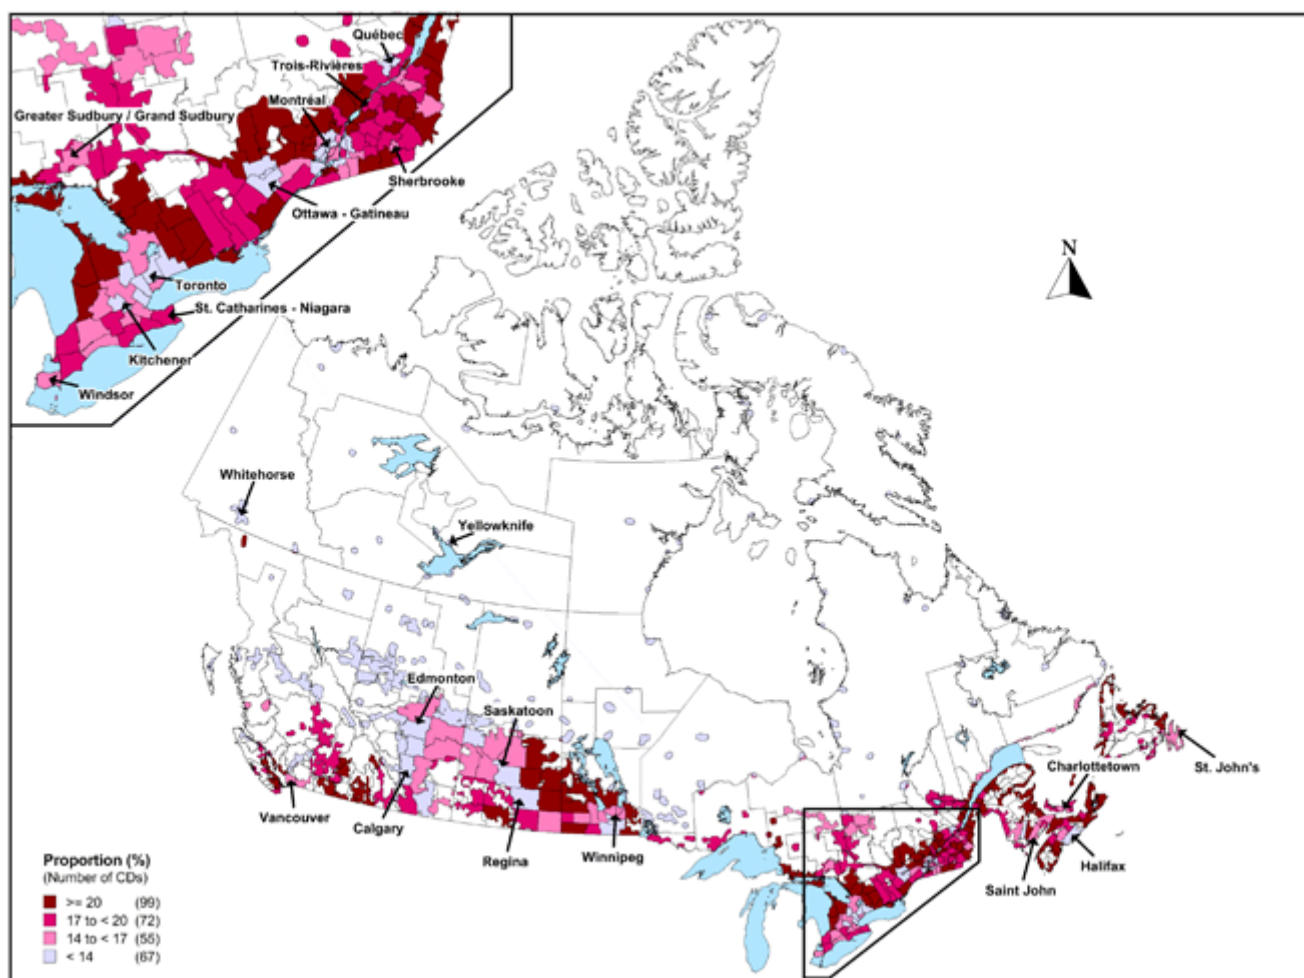 Québec
Trois-Rivières
Montréal
Greater Sudbury / Grand Sudbury
Sherbrooke
Ottawa - Gatineau
Toronto
St. Catharines - Niagara
Kitchener
Windsor
N
Whitehorse
Yellowknife
Edmonton
Saskatoon
Charlottetown
St. John's
Vancouver
Calgary
Regina
Winnipeg
Halifax
Saint John
Proportion (%)
(Number of CDs)
>= 20 (99)
17 to < 20 (72)
14 to < 17 (55)
< 14 (67)